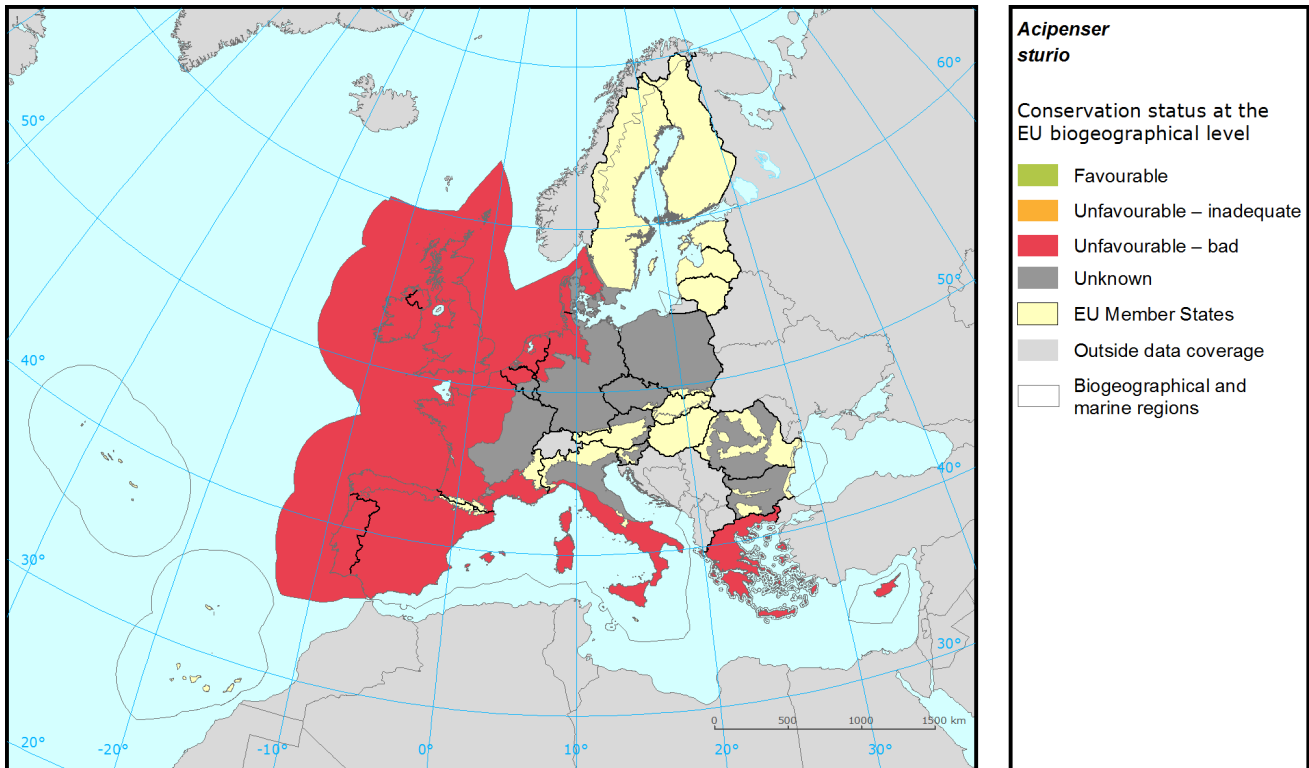 60°
50°
50°
40°
40°
30°
30°
20°
-20°
-10°
0°
10°
20°
30°
0 500 1000 1500 km
Acipenser
sturio
Conservation status at the
EU biogeographical level
Favourable
Unfavourable – inadequate
Unfavourable – bad
Unknown
EU Member States
Outside data coverage
Biogeographical and
marine regions